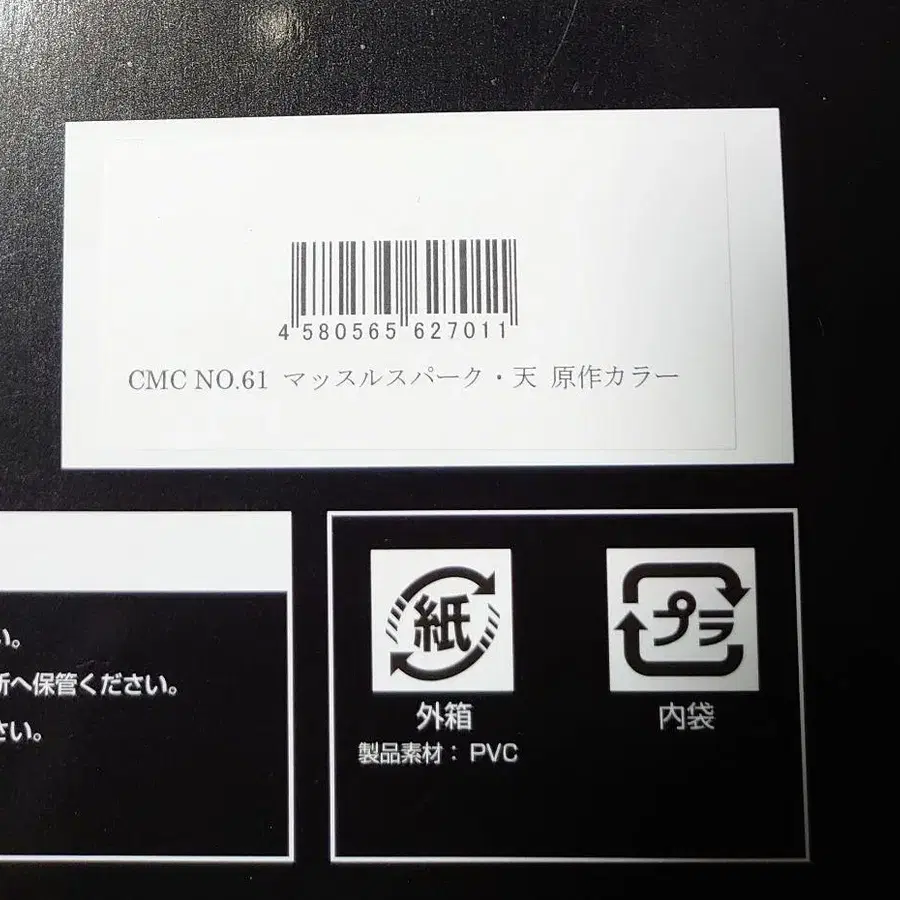 4 580565 627011
CMC NO.61 マッスルスパーク・天 原作カラー
い。
所へ保管ください。
さい。
紙
プラ
外箱
内袋
製品素材： PVC